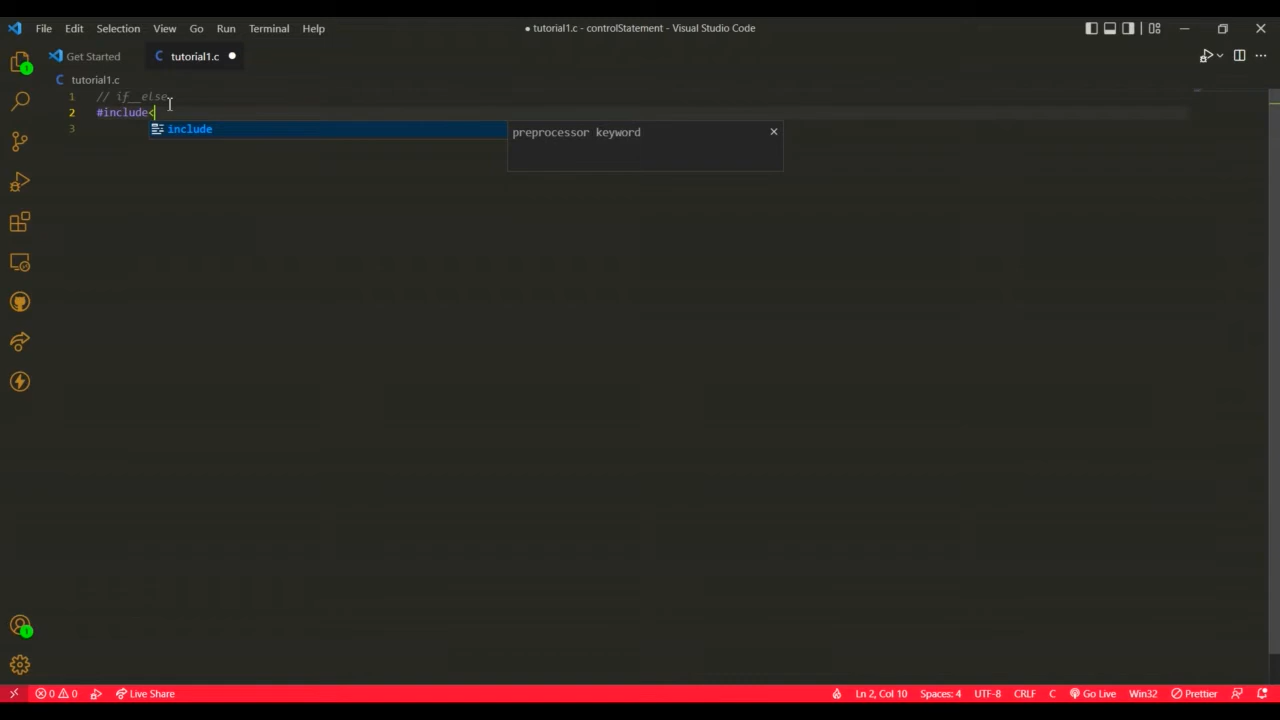 File Edit Selection View Go Run Terminal Help
● tutorial1.c - controlStatement - Visual Studio Code
Get Started
C tutorial1.c ●
C tutorial1.c
1 // if__else
2 #include<
3
include
preprocessor keyword
0 0 Live Share
Ln 2, Col 10 Spaces: 4 UTF-8 CRLF C Go Live Win32 Prettier